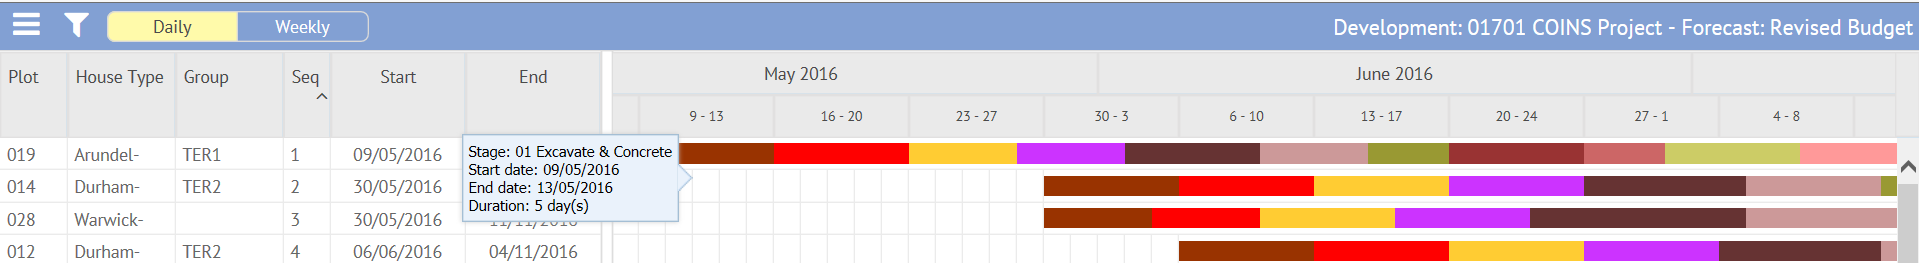 Daily Weekly Development: 01701 COINS Project - Forecast: Revised Budget
Plot House Type Group Seq Start End May 2016 June 2016
9 - 13 16 - 20 23 - 27 30 - 3 6 - 10 13 - 17 20 - 24 27 - 1 4 - 8
019 Arundel- TER1 1 09/05/2016
Stage: 01 Excavate & Concrete
Start date: 09/05/2016
End date: 13/05/2016
Duration: 5 day(s)
014 Durham- TER2 2 30/05/2016
028 Warwick- 3 30/05/2016 11/11/2016
012 Durham- TER2 4 06/06/2016 04/11/2016